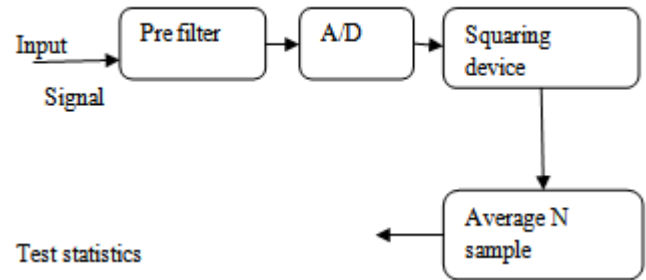 Input
Signal
Pre filter
A/D
Squaring
device
Average N
sample
Test statistics